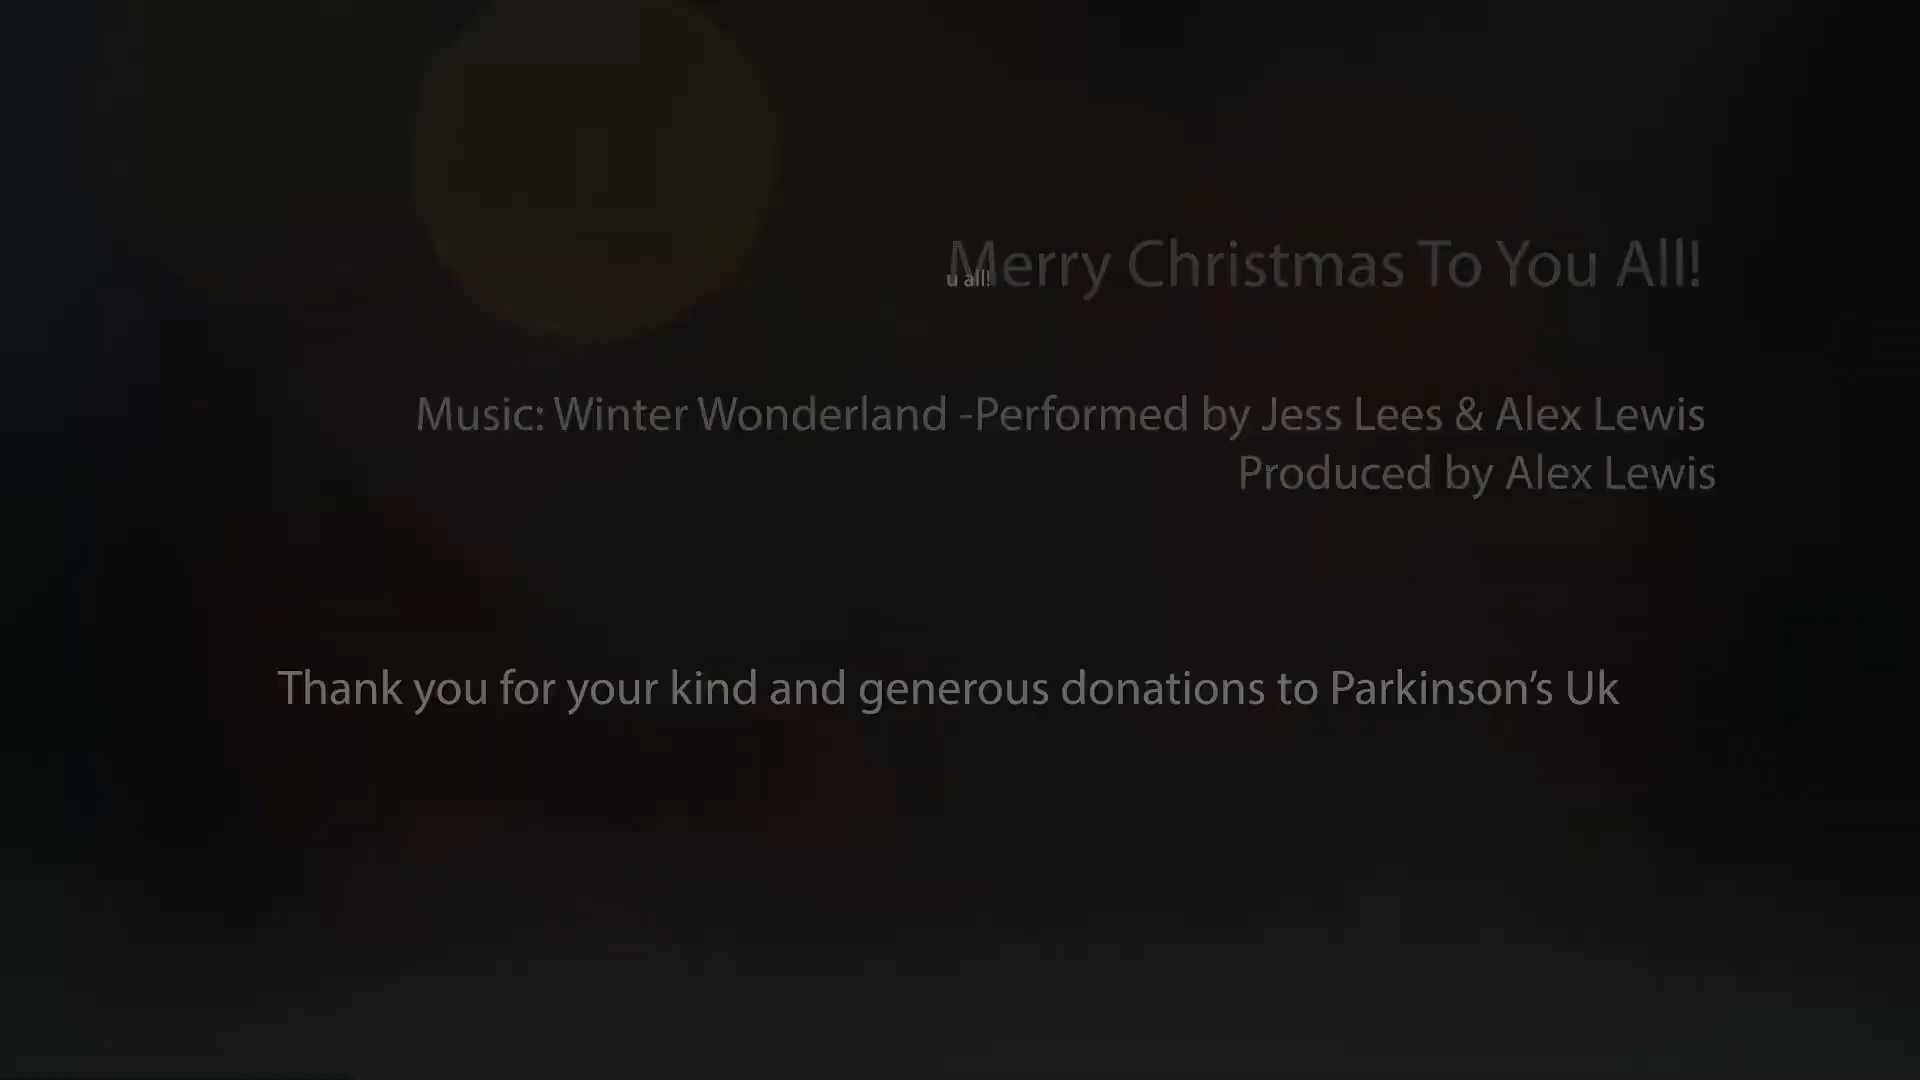 Merry Christmas To You All!
u all!
Music: Winter Wonderland -Performed by Jess Lees & Alex Lewis
Produced by Alex Lewis
Thank you for your kind and generous donations to Parkinson’s Uk